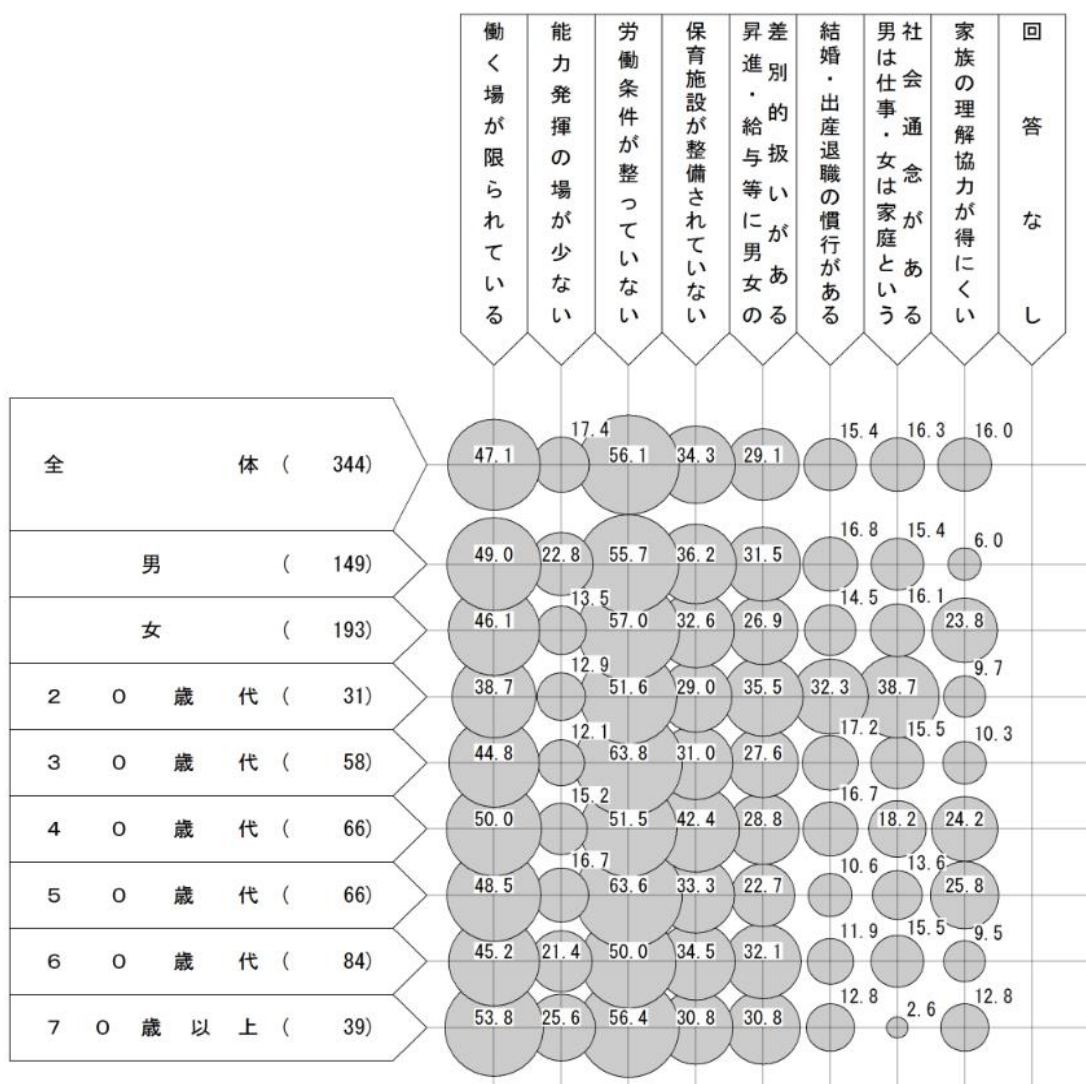 働く場が限られている
能力発揮の場が少ない
労働条件が整っていない
保育施設が整備されていない
昇進・給与等に男女の
差別的扱いがある
結婚・出産退職の慣行がある
男は仕事・女は家庭という
社会通念がある
家族の理解協力が得にくい
回答なし
全体( 344) 47.1 17.4 56.1 34.3 29.1 15.4 16.3 16.0
男( 149) 49.0 22.8 55.7 36.2 31.5 16.8 15.4 6.0
女( 193) 46.1 13.5 57.0 32.6 26.9 14.5 16.1 23.8
20歳代( 31) 38.7 12.9 51.6 29.0 35.5 32.3 38.7 9.7
30歳代( 58) 44.8 12.1 63.8 31.0 27.6 17.2 15.5 10.3
40歳代( 66) 50.0 15.2 51.5 42.4 28.8 16.7 18.2 24.2
50歳代( 66) 48.5 16.7 63.6 33.3 22.7 10.6 13.6 25.8
60歳代( 84) 45.2 21.4 50.0 34.5 32.1 11.9 15.5 9.5
70歳以上( 39) 53.8 25.6 56.4 30.8 30.8 12.8 2.6 12.8